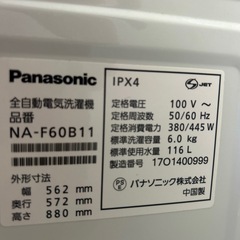 Panasonic
全自動電気洗濯機
品番
NA-F60B11
外形寸法
幅 562 mm
奥行 572 mm
高さ 880 mm
IPX4
JET
定格電圧 100 V～
定格周波数 50/60 Hz
定格消費電力 380/445 W
標準洗濯容量 6.0 kg
標準使用水量 116 L
製造番号 17O1400999
パナソニック株式会社
中国製